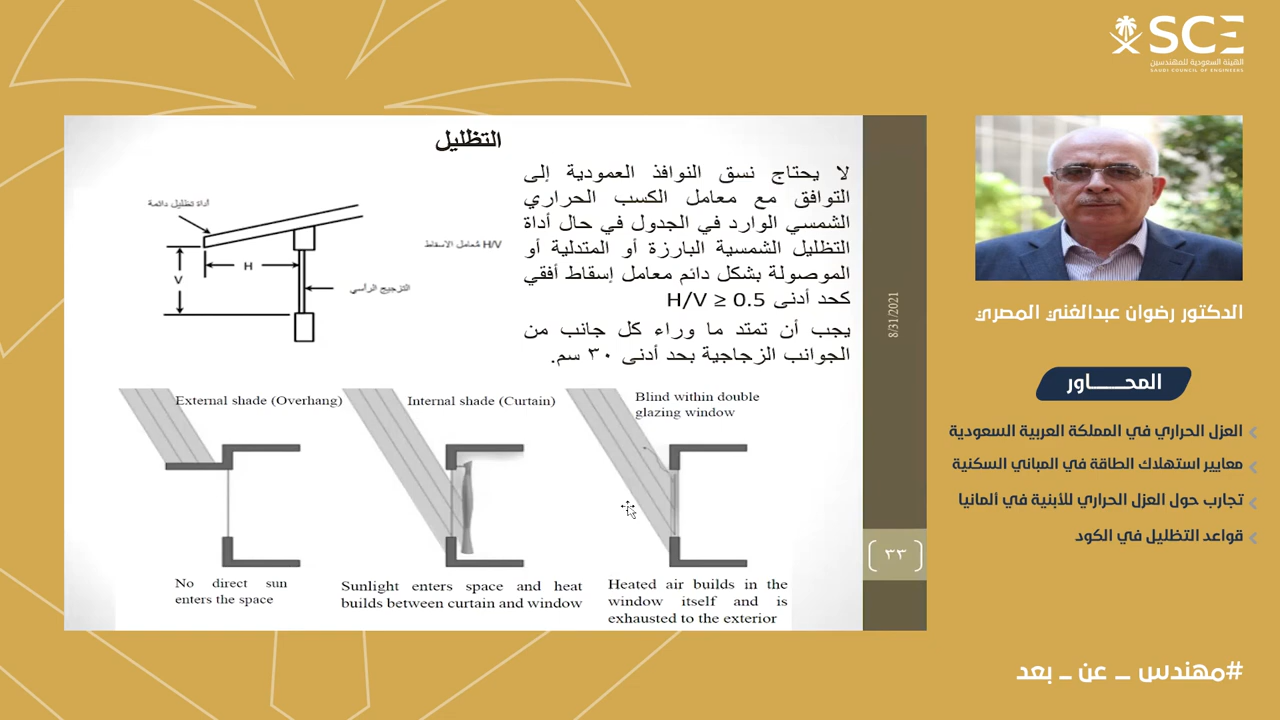 SCE
الهيئة السعودية للمهندسين
SAUDI COUNCIL OF ENGINEERS
التظليل
لا يحتاج نسق النوافذ العمودية إلى
التوافق مع معامل الكسب الحراري
الشمسي الوارد في الجدول في حال أداة
التظليل الشمسية البارزة أو المتدلية أو
الموصولة بشكل دائم معامل إسقاط أفقي
كحد أدنى H/V ≥ 0.5
يجب أن تمتد ما وراء كل جانب من
الجوانب الزجاجية بحد أدنى ٣٠ سم.
أداة تظليل دائمة
H/V مُعامل الاسقاط
H
V
التزجيج الرأسي
External shade (Overhang)
Internal shade (Curtain)
Blind within double
glazing window
No direct sun
enters the space
Sunlight enters space and heat
builds between curtain and window
Heated air builds in the
window itself and is
exhausted to the exterior
8/31/2021
٣٣
الدكتور رضوان عبدالغني المصري
المحـــــاور
العزل الحراري في المملكة العربية السعودية
معايير استهلاك الطاقة في المباني السكنية
تجارب حول العزل الحراري للأبنية في ألمانيا
قواعد التظليل في الكود
#مهندس _ عن _ بعد